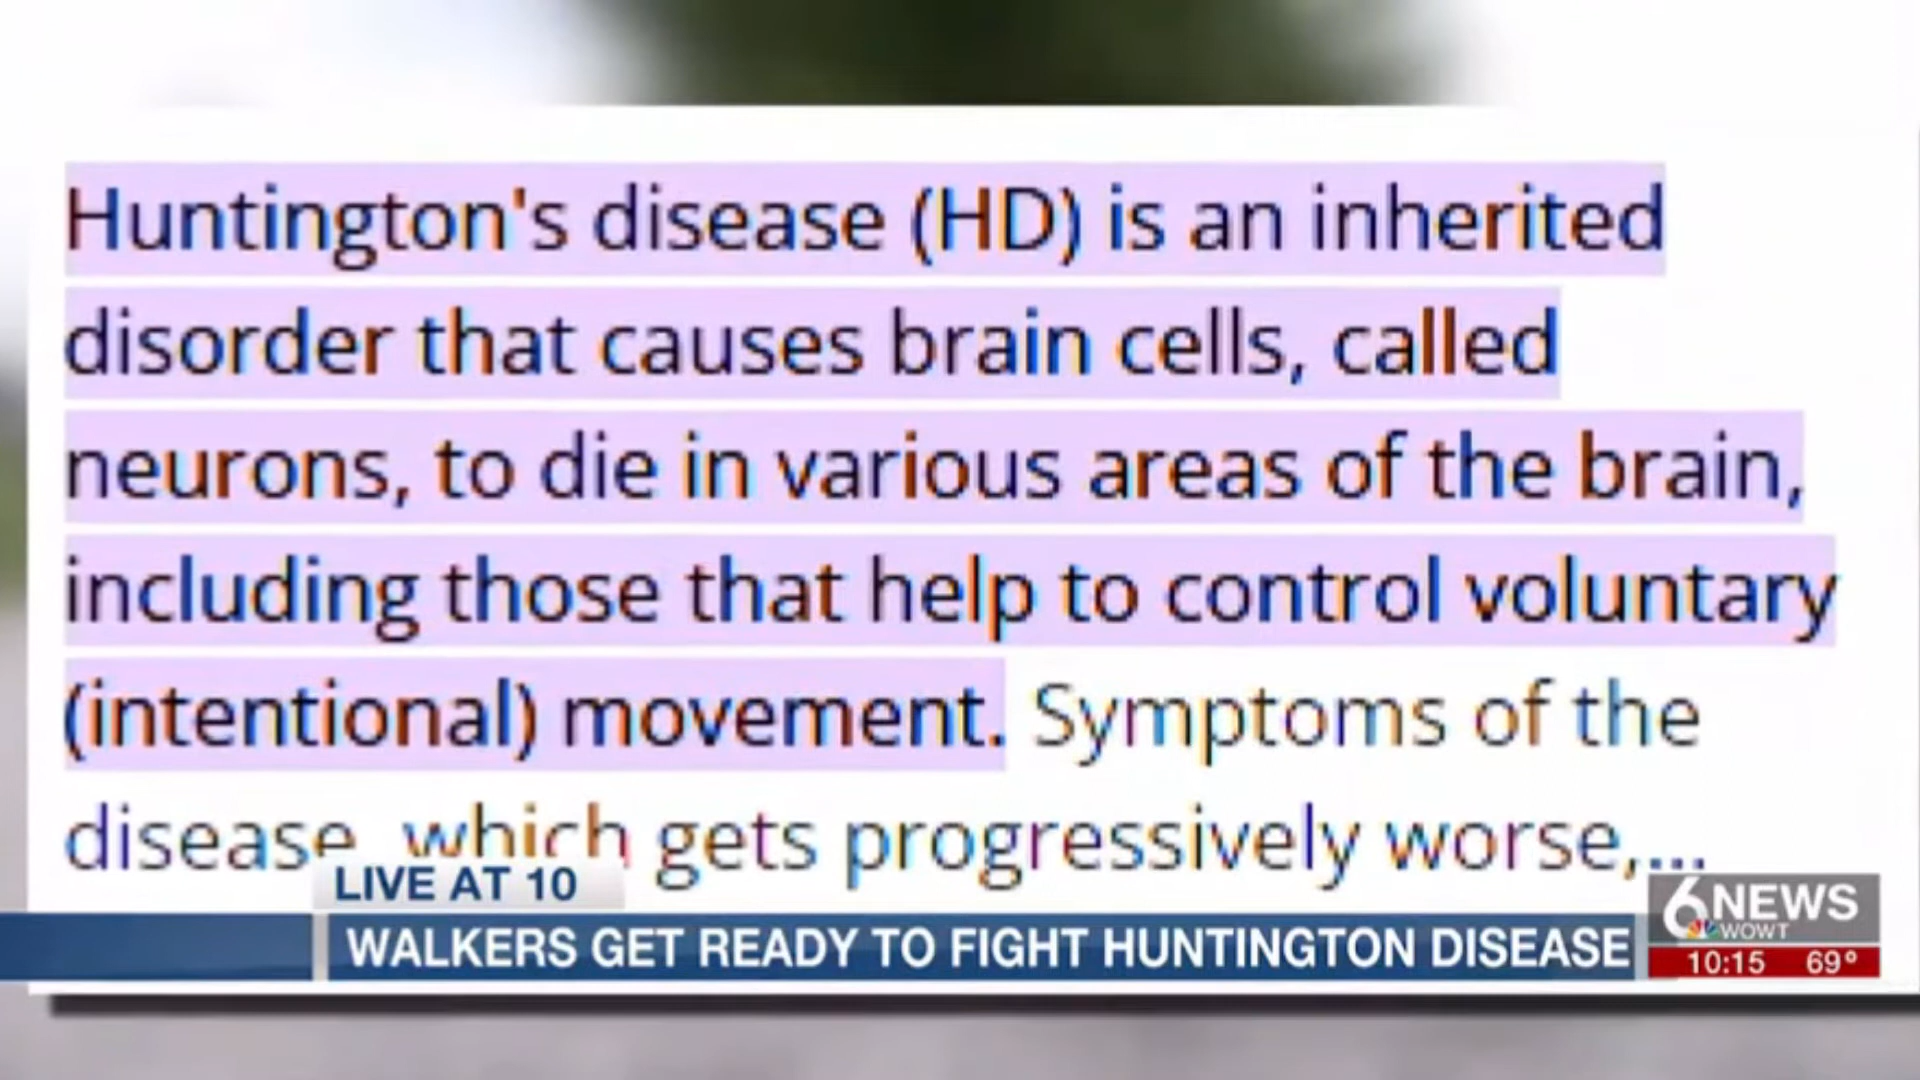 Huntington's disease (HD) is an inherited
disorder that causes brain cells, called
neurons, to die in various areas of the brain,
including those that help to control voluntary
(intentional) movement. Symptoms of the
disease, which gets progressively worse,...
LIVE AT 10
WALKERS GET READY TO FIGHT HUNTINGTON DISEASE
6 NEWS
WOWT
10:15 69°